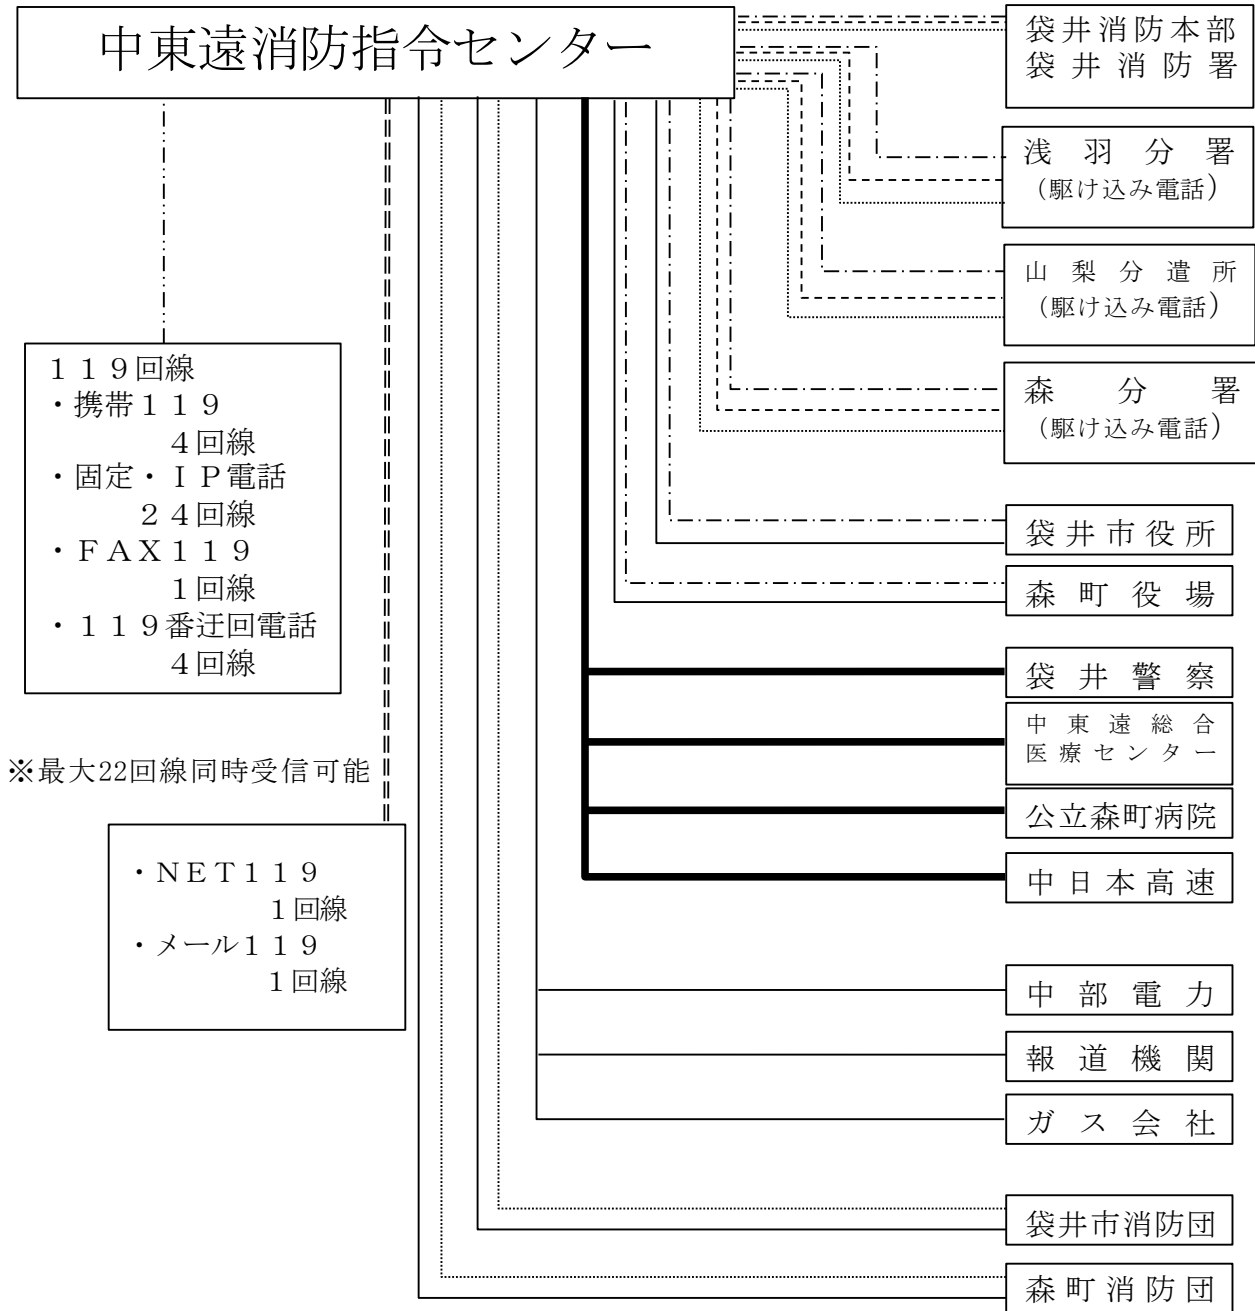 中東遠消防指令センター
袋井消防本部
袋井消防署
浅羽分署
(駆け込み電話)
山梨分遣所
(駆け込み電話)
森分署
(駆け込み電話)
袋井市役所
森町役場
袋井警察
中東遠総合
医療センター
公立森町病院
中日本高速
中部電力
報道機関
ガス会社
袋井市消防団
森町消防団
119回線
・携帯119
4回線
・固定・IP電話
24回線
・FAX119
1回線
・119番迂回電話
4回線
※最大22回線同時受信可能
・NET119
1回線
・メール119
1回線